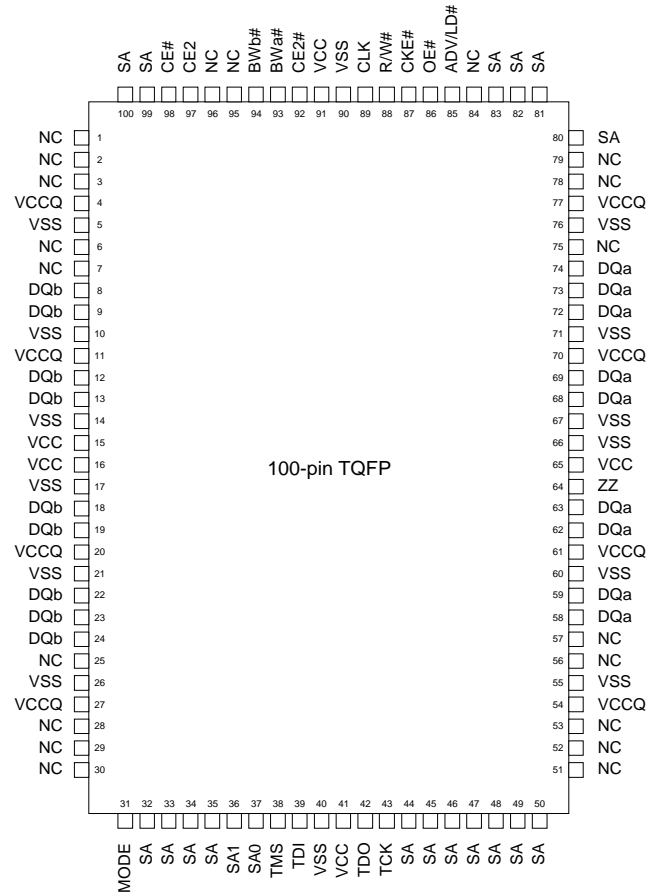 SA SA CE# CE2 NC NC BWb# BWa# CE2# VCC VSS CLK R/W# CKE# OE# ADV/LD# NC SA SA SA
100 99 98 97 96 95 94 93 92 91 90 89 88 87 86 85 84 83 82 81
NC 1 80 SA
NC 2 79 NC
NC 3 78 NC
VCCQ 4 77 VCCQ
VSS 5 76 VSS
NC 6 75 NC
NC 7 74 DQa
DQb 8 73 DQa
DQb 9 72 DQa
VSS 10 71 VSS
VCCQ 11 70 VCCQ
DQb 12 69 DQa
DQb 13 68 DQa
VSS 14 67 VSS
VCC 15 66 VSS
VCC 16 65 VCC
100-pin TQFP
VSS 17 64 ZZ
DQb 18 63 DQa
DQb 19 62 DQa
VCCQ 20 61 VCCQ
VSS 21 60 VSS
DQb 22 59 DQa
DQb 23 58 DQa
DQb 24 57 NC
NC 25 56 NC
VSS 26 55 VSS
VCCQ 27 54 VCCQ
NC 28 53 NC
NC 29 52 NC
NC 30 51 NC
31 32 33 34 35 36 37 38 39 40 41 42 43 44 45 46 47 48 49 50
MODE SA SA SA SA SA1 SA0 TMS TDI VSS VCC TDO TCK SA SA SA SA SA SA SA